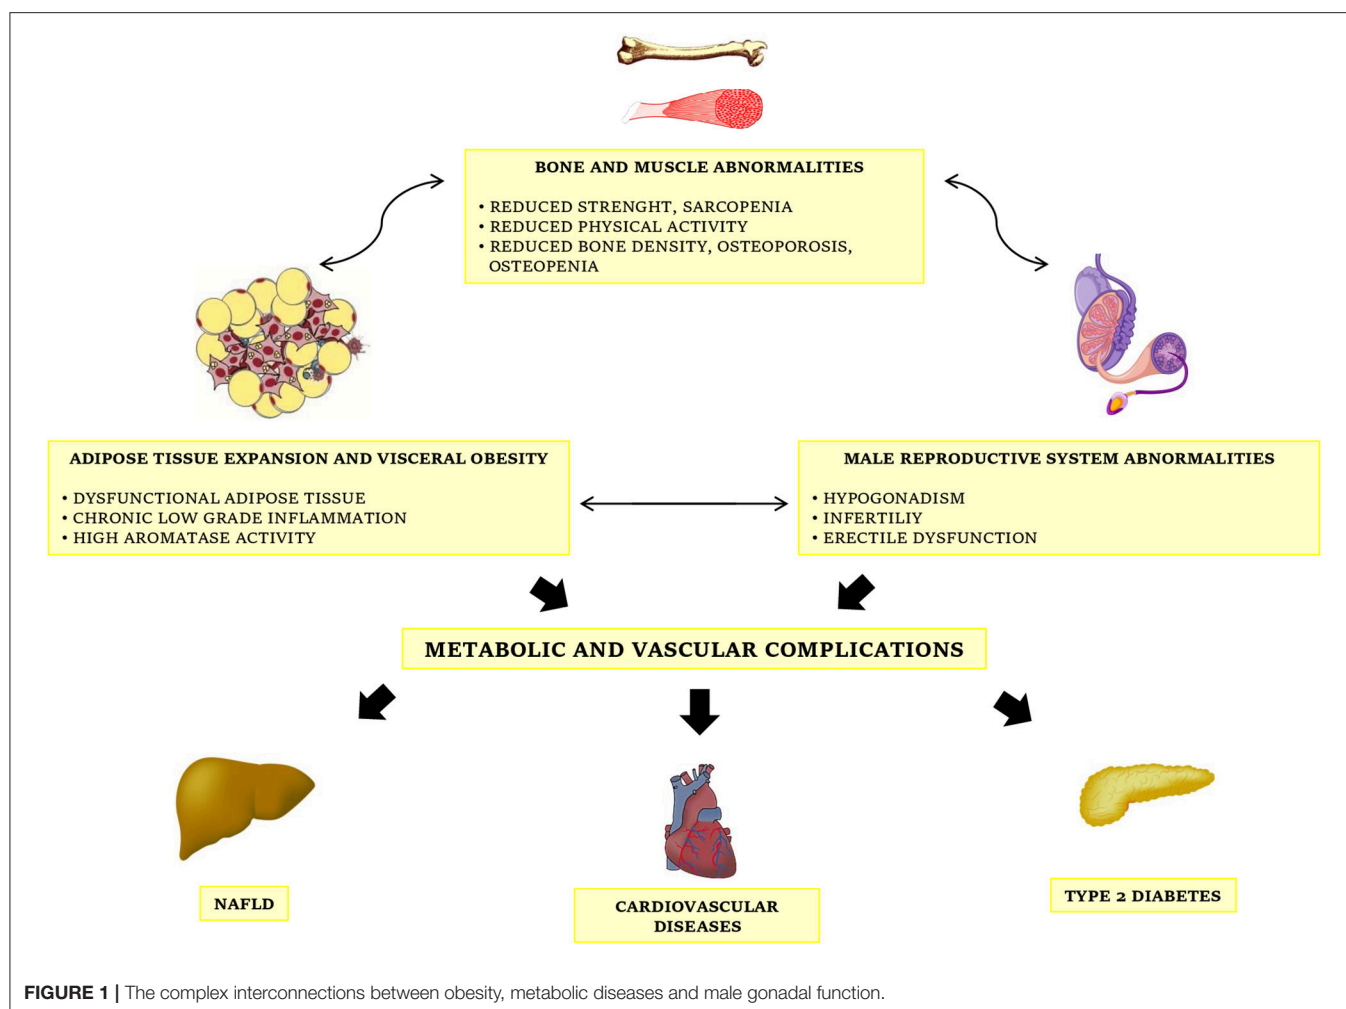 BONE AND MUSCLE ABNORMALITIES
• REDUCED STRENGHT, SARCOPENIA
• REDUCED PHYSICAL ACTIVITY
• REDUCED BONE DENSITY, OSTEOPOROSIS,
OSTEOPENIA
ADIPOSE TISSUE EXPANSION AND VISCERAL OBESITY
• DYSFUNCTIONAL ADIPOSE TISSUE
• CHRONIC LOW GRADE INFLAMMATION
• HIGH AROMATASE ACTIVITY
MALE REPRODUCTIVE SYSTEM ABNORMALITIES
• HYPOGONADISM
• INFERTILIY
• ERECTILE DYSFUNCTION
METABOLIC AND VASCULAR COMPLICATIONS
NAFLD
CARDIOVASCULAR
DISEASES
TYPE 2 DIABETES
FIGURE 1 | The complex interconnections between obesity, metabolic diseases and male gonadal function.